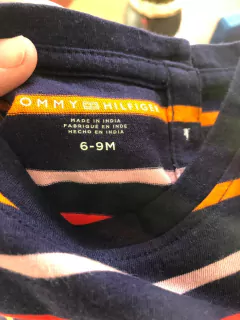 OMMY HILFIGER
MADE IN INDIA
FABRIQUÉ EN INDE
HECHO EN INDIA
6-9M